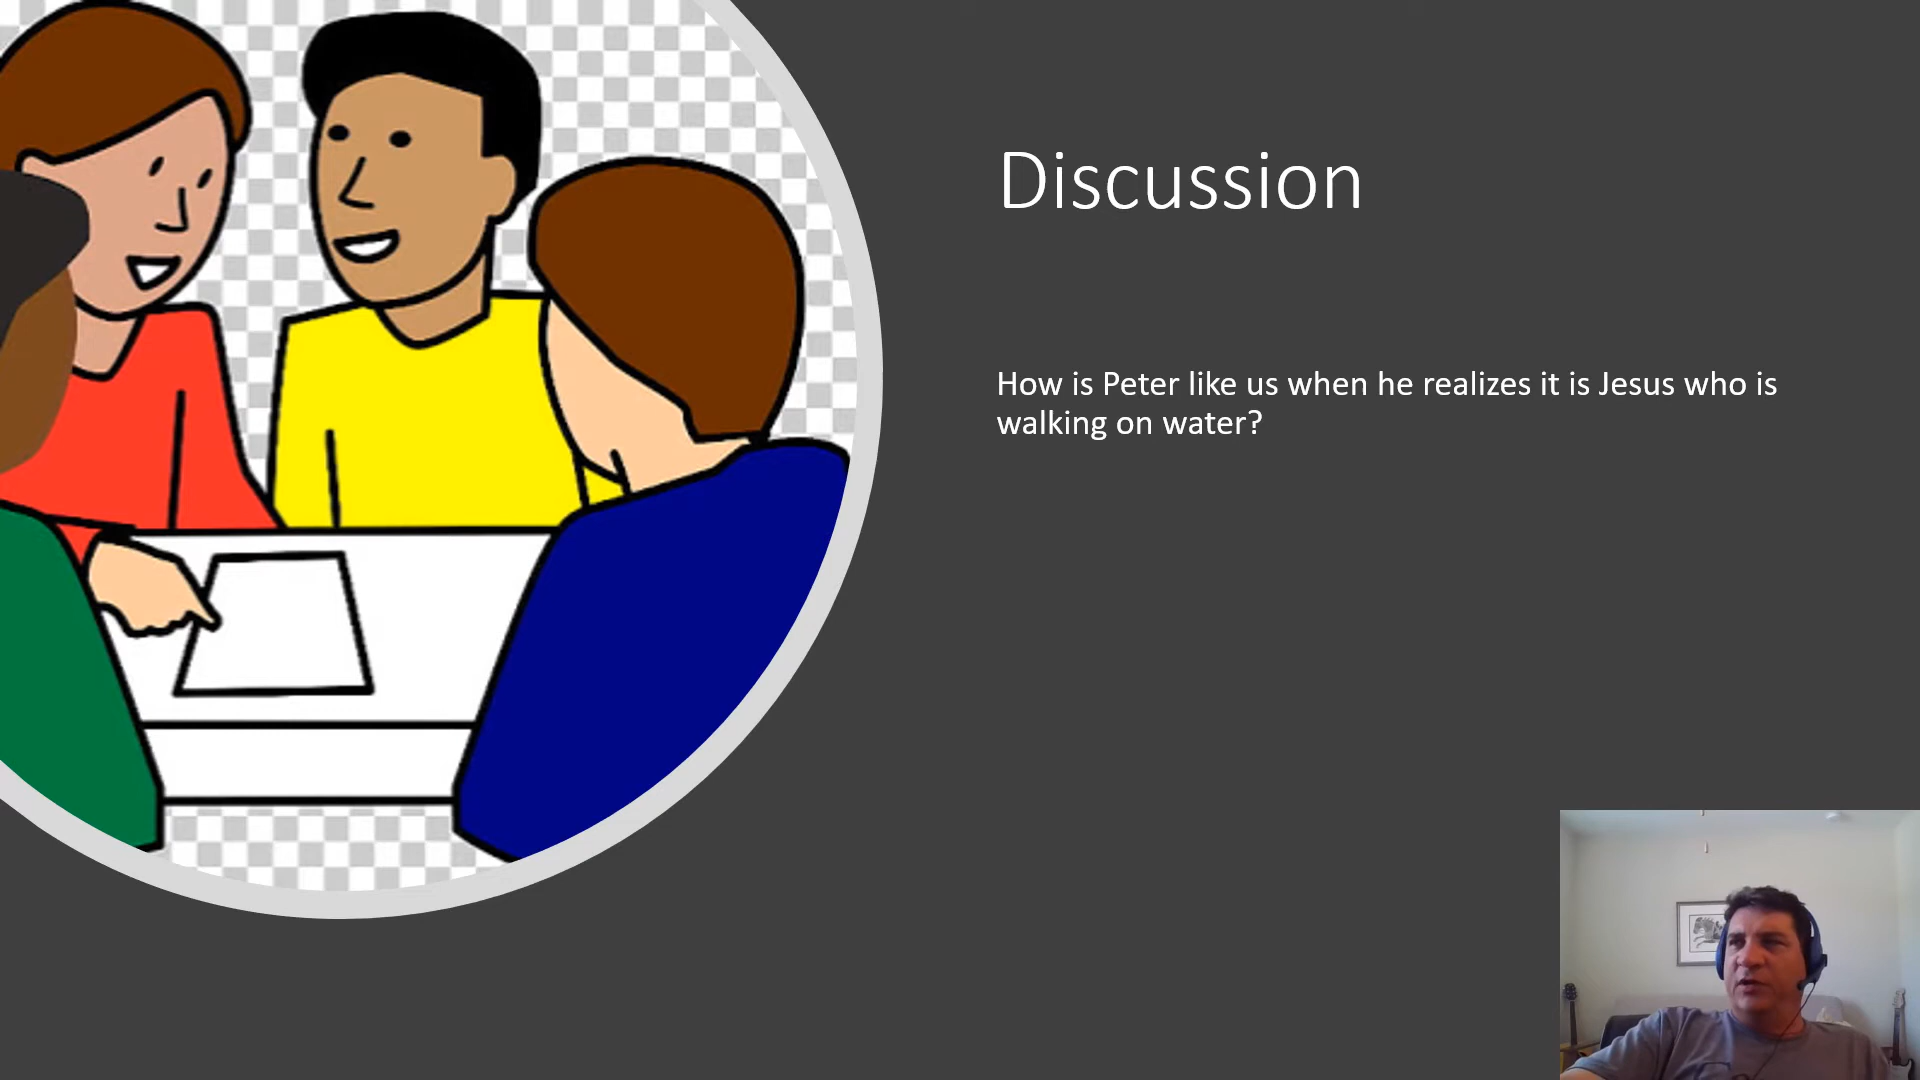 Discussion
How is Peter like us when he realizes it is Jesus who is
walking on water?